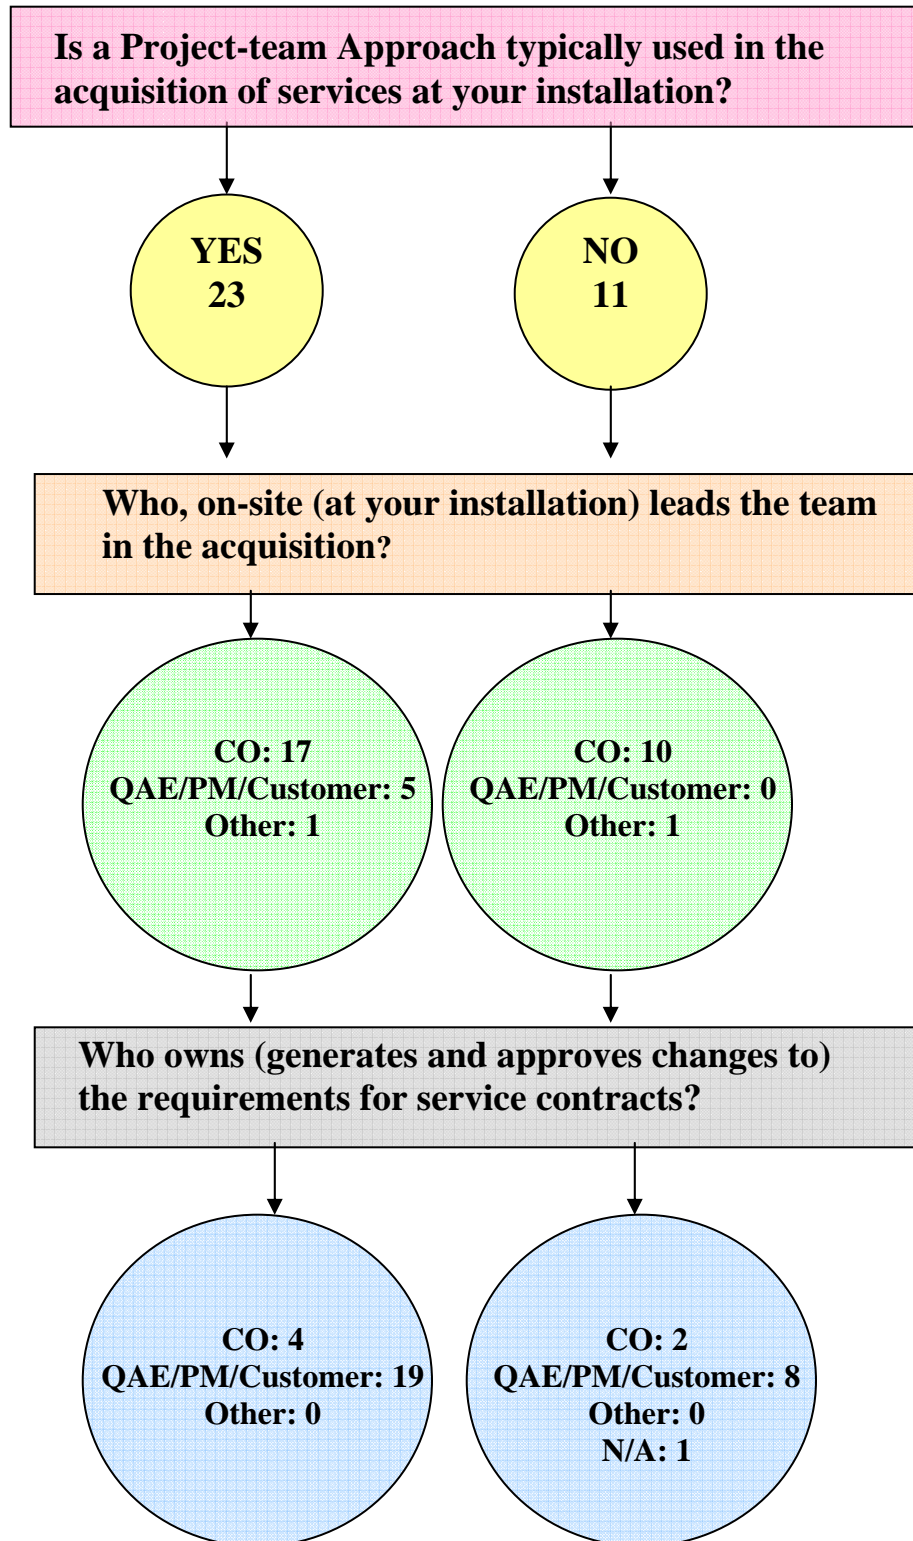 Is a Project-team Approach typically used in the
acquisition of services at your installation?
YES
23
NO
11
Who, on-site (at your installation) leads the team
in the acquisition?
CO: 17
QAE/PM/Customer: 5
Other: 1
CO: 10
QAE/PM/Customer: 0
Other: 1
Who owns (generates and approves changes to)
the requirements for service contracts?
CO: 4
QAE/PM/Customer: 19
Other: 0
CO: 2
QAE/PM/Customer: 8
Other: 0
N/A: 1